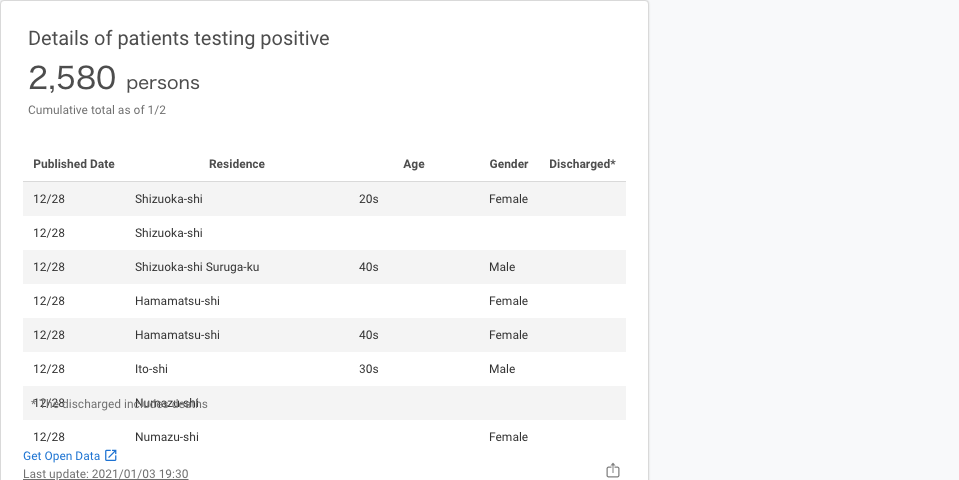 Details of patients testing positive
2,580 persons
Cumulative total as of 1/2
Published Date Residence Age Gender Discharged*
12/28 Shizuoka-shi 20s Female
12/28 Shizuoka-shi
12/28 Shizuoka-shi Suruga-ku 40s Male
12/28 Hamamatsu-shi Female
12/28 Hamamatsu-shi 40s Female
12/28 Ito-shi 30s Male
12/28 Numazu-shi
* The discharged includes deaths
12/28 Numazu-shi Female
Get Open Data
Last update: 2021/01/03 19:30